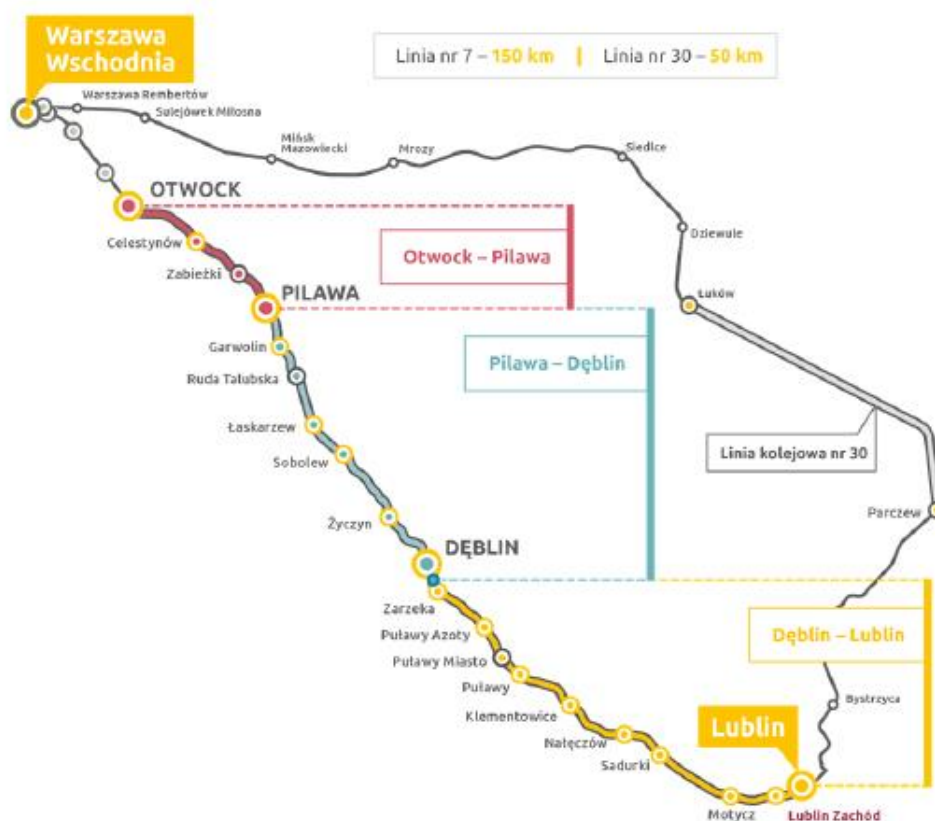 Warszawa
Wschodnia
Linia nr 7 – 150 km | Linia nr 30 – 50 km
Warszawa Rembertów
Sulejówek Miłosna
Mińsk
Mazowiecki
Mrozy
Siedlce
OTWOCK
Celestynów
Otwock – Pilawa
Dziewule
Zabieżki
PILAWA
Łuków
Garwolin
Pilawa – Dęblin
Ruda Talubska
Łaskarzew
Linia kolejowa nr 30
Sobolew
Parczew
Życzyn
DĘBLIN
Zarzeka
Puławy Azoty
Dęblin – Lublin
Puławy Miasto
Puławy
Bystrzyca
Klementowice
Lublin
Nałęczów
Sadurki
Motycz
Lublin Zachód